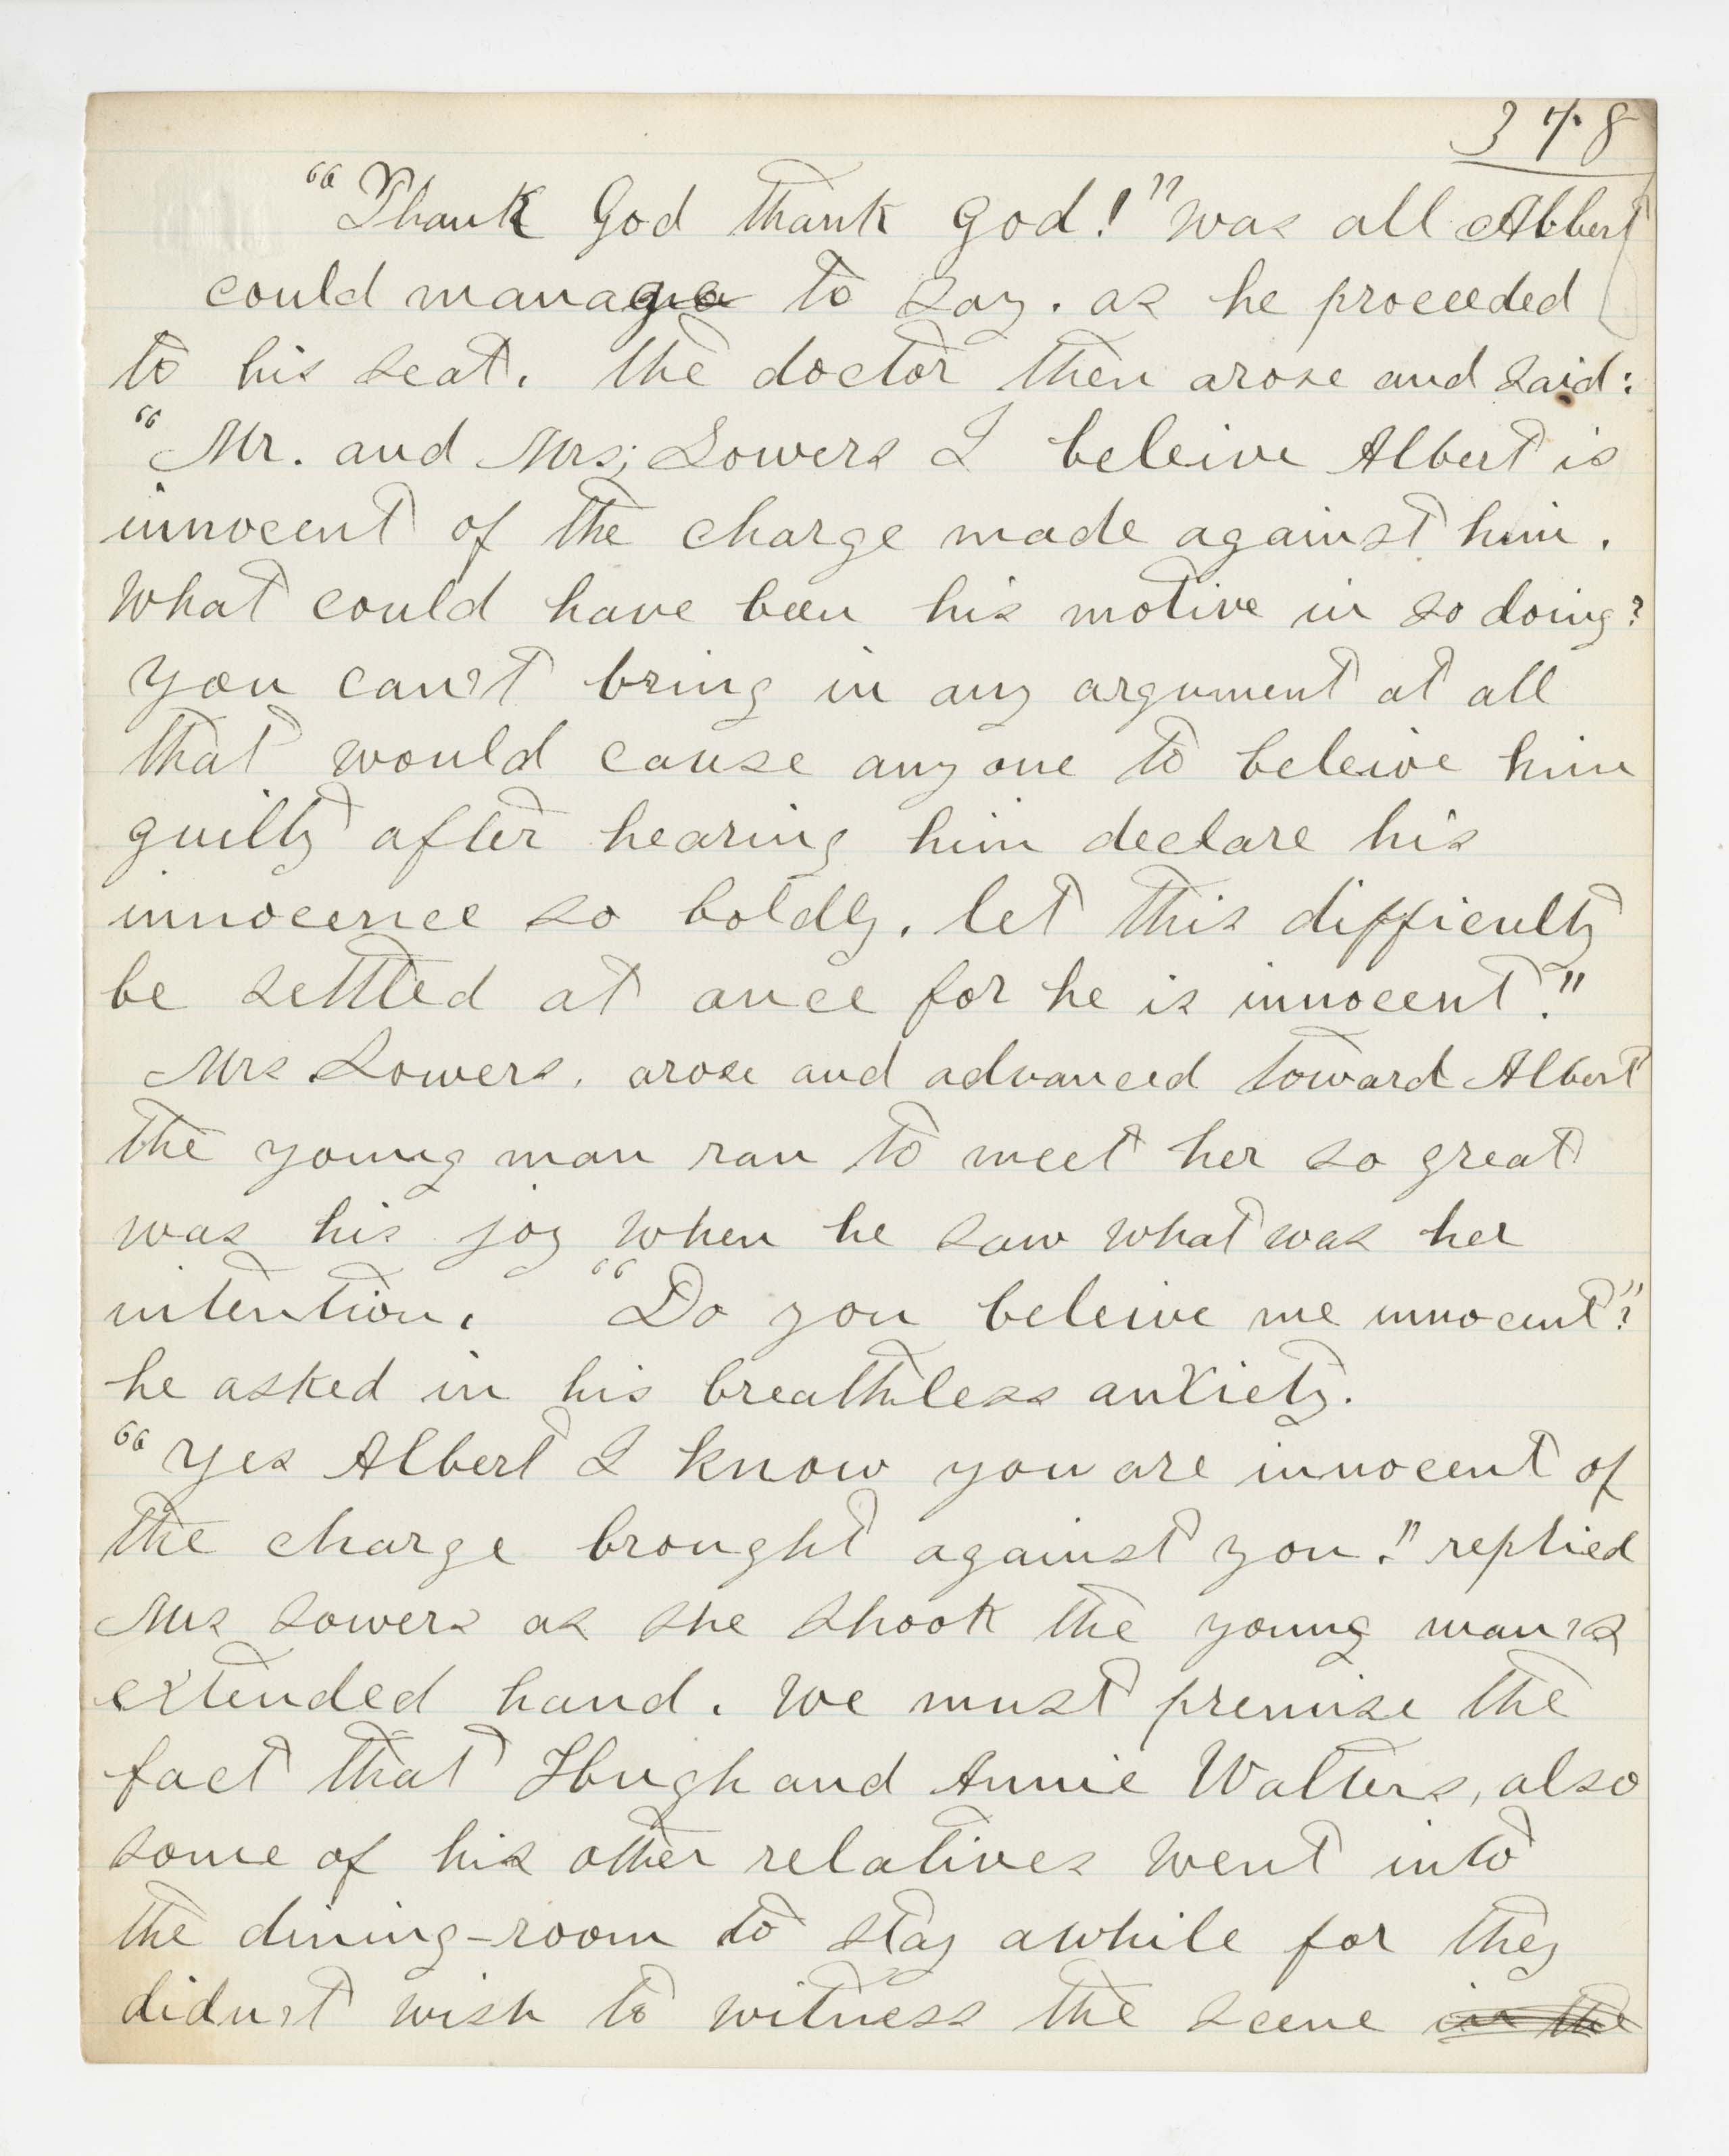 348
"Thank God thank god!" was all Albert
could manage to say. as he proceeded
to his seat. the doctor then arose and said:
"Mr. and Mrs; Sowers I beleive Albert is
innocent of the charge made against him.
What could have been his motive in so doing?
you can't bring in any argument at all
that would cause any one to beleive him
guilty after hearing him declare his
innocence so boldly. let this difficulty
be settled at once for he is innocent."
Mrs Sowers. arose and advanced toward Albert
the young man ran to meet her so great
was his joy when he saw what was her
intention. "Do you beleive me innocent"?
he asked in his breathless anxiety.
"Yes Albert I know you are innocent of
the charge brought against you." replied
Mrs Sowers as she shook the young man's
extended hand. We must premise the
fact that Hugh and Annie Walters, also
some of his other relatives went into
the dining-room to stay awhile for they
didn't wish to witness the scene in the